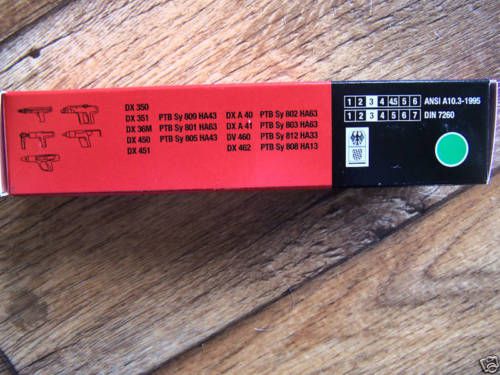 DX 350
DX 351 PTB Sy 809 HA43
DX 36M PTB Sy 801 HA63
DX 450 PTB Sy 805 HA43
DX 451
DX A 40 PTB Sy 802 HA63
DX A 41 PTB Sy 803 HA63
DV 460 PTB Sy 812 HA33
DX 462 PTB Sy 808 HA13
1 2 3 4 4.5 5 6 ANSI A10.3-1995
1 2 3 4 5 6 7 DIN 7260